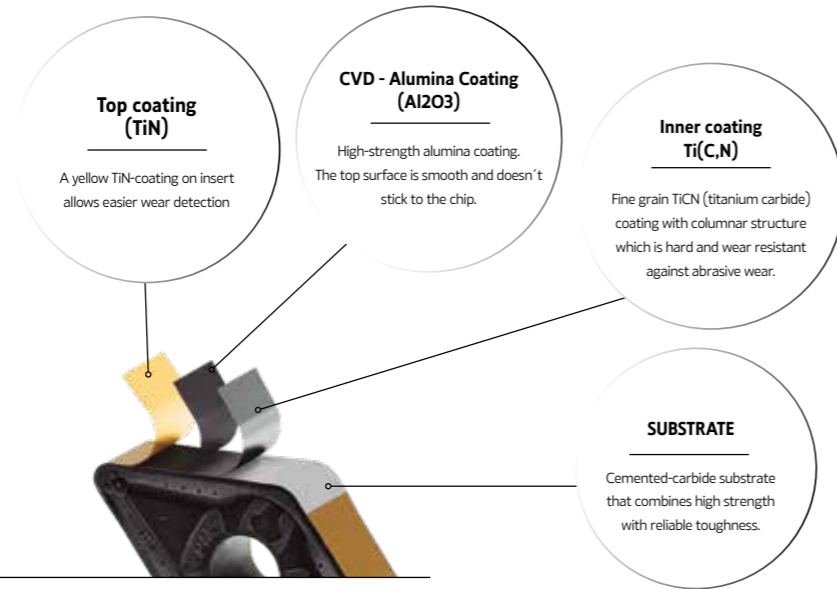 Top coating
(TiN)
A yellow TiN-coating on insert
allows easier wear detection
CVD - Alumina Coating
(Al2O3)
High-strength alumina coating.
The top surface is smooth and doesn´t
stick to the chip.
Inner coating
Ti(C,N)
Fine grain TiCN (titanium carbide)
coating with columnar structure
which is hard and wear resistant
against abrasive wear.
SUBSTRATE
Cemented-carbide substrate
that combines high strength
with reliable toughness.